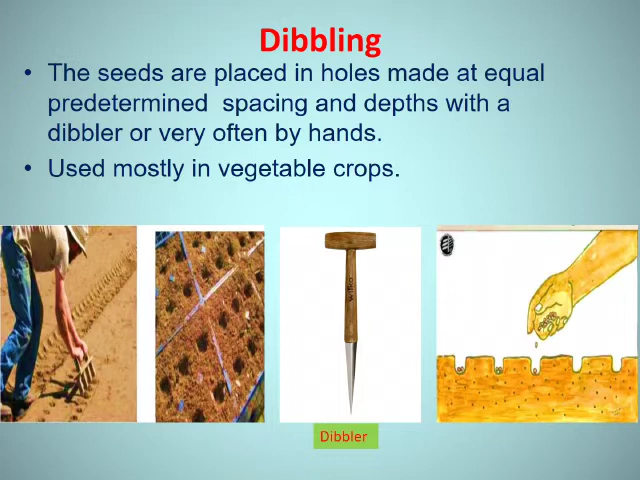 Dibbling
• The seeds are placed in holes made at equal
predetermined  spacing and depths with a
dibbler or very often by hands.
• Used mostly in vegetable crops.
Dibbler